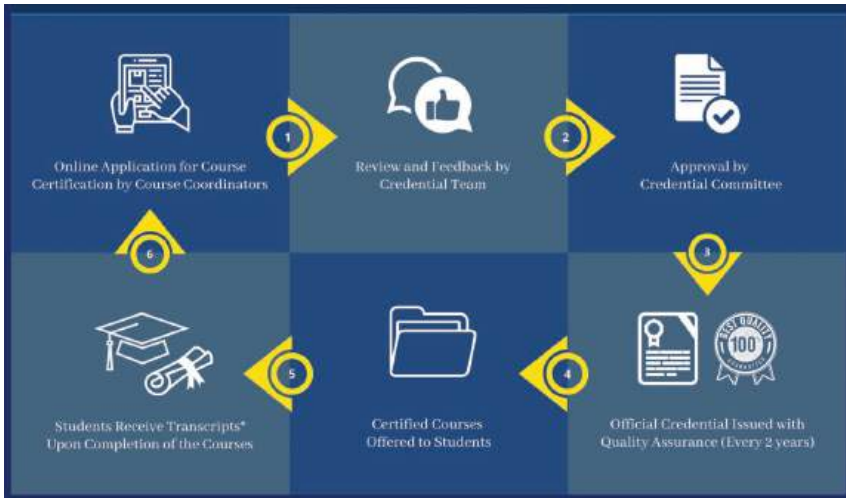 Online Application for Course
Certification by Course Coordinators
1
Review and Feedback by
Credential Team
2
Approval by
Credential Committee
3
Official Credential Issued with
Quality Assurance (Every 2 years)
BEST QUALITY
100%
4
Certified Courses
Offered to Students
5
Students Receive Transcripts*
Upon Completion of the Courses
6